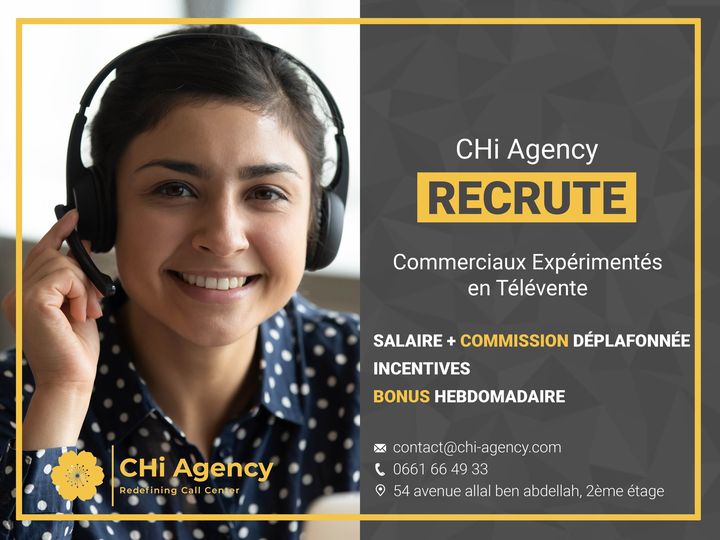 CHi Agency
RECRUTE
Commerciaux Expérimentés
en Télévente
SALAIRE + COMMISSION DÉPLAFONNÉE
INCENTIVES
BONUS HEBDOMADAIRE
contact@chi-agency.com
0661 66 49 33
54 avenue allal ben abdellah, 2ème étage
CHi Agency
Redefining Call Center